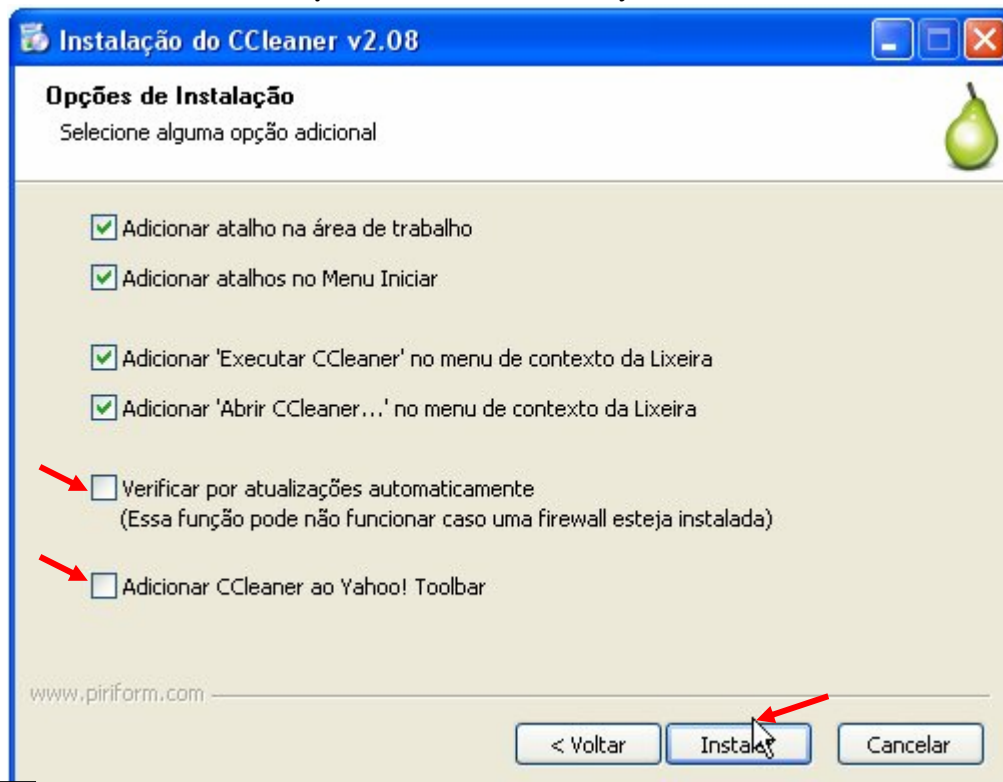 Instalação do CCleaner v2.08
Opções de Instalação
Selecione alguma opção adicional
Adicionar atalho na área de trabalho
Adicionar atalhos no Menu Iniciar
Adicionar 'Executar CCleaner' no menu de contexto da Lixeira
Adicionar 'Abrir CCleaner...' no menu de contexto da Lixeira
Verificar por atualizações automaticamente
(Essa função pode não funcionar caso uma firewall esteja instalada)
Adicionar CCleaner ao Yahoo! Toolbar
www.piriform.com
< Voltar Instalar Cancelar